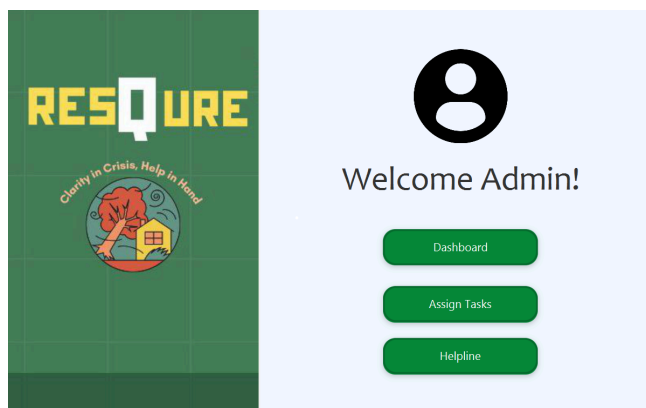 RESQURE
Clarity in Crisis, Help in Hand
Welcome Admin!
Dashboard
Assign Tasks
Helpline